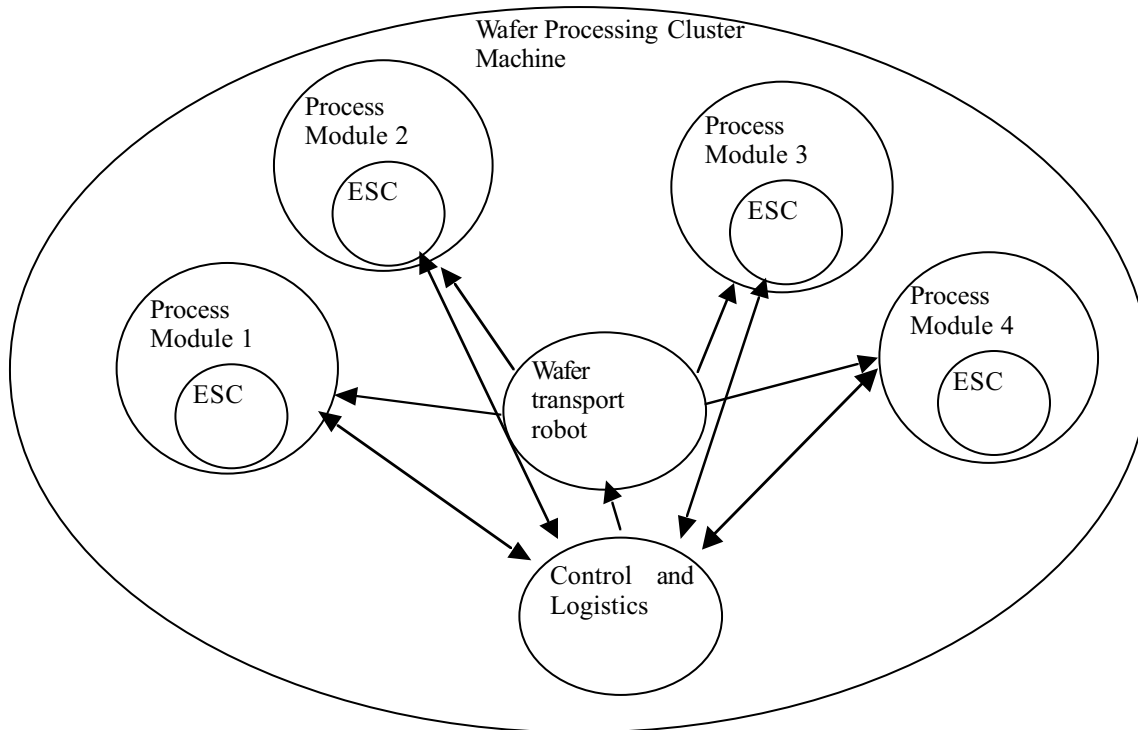 Wafer Processing Cluster
Machine
Process
Module 2
ESC
Process
Module 3
ESC
Process
Module 1
ESC
Process
Module 4
ESC
Wafer
transport
robot
Control and
Logistics